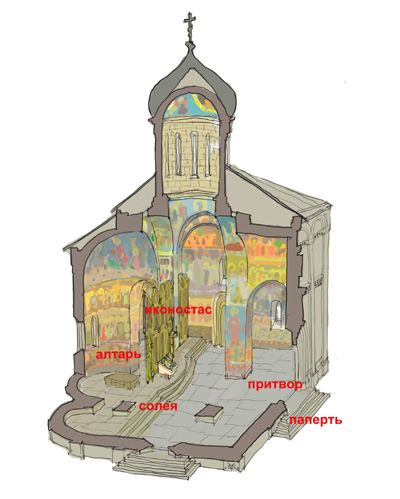 иконостас
алтарь
притвор
солея
паперть